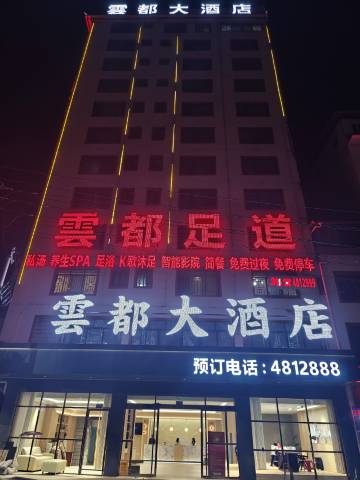 雲都大酒店
雲都足道
私汤 养生SPA 足浴 K歌沐足 智能影院 简餐 免费过夜 免费停车
4812999
雲都大酒店
预订电话:4812888